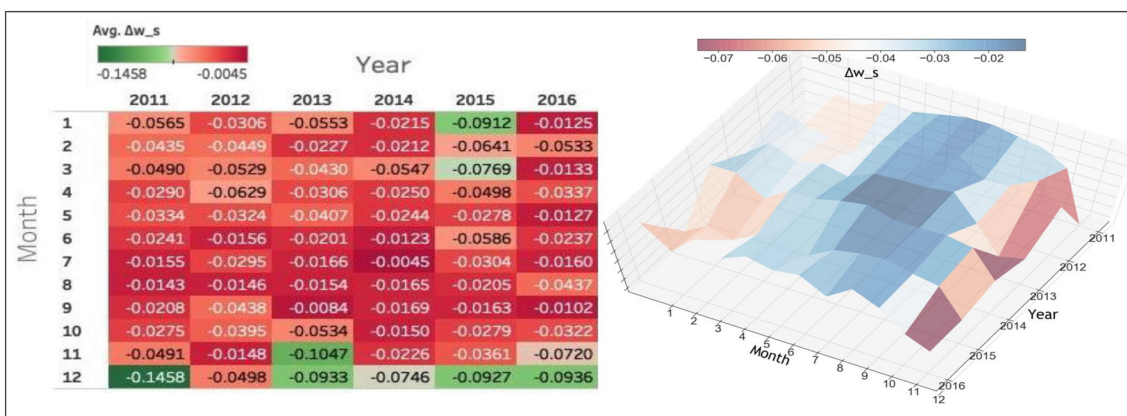 Avg. Δw_s
-0.1458 -0.0045
Year
2011 2012 2013 2014 2015 2016
Month
1 -0.0565 -0.0306 -0.0553 -0.0215 -0.0912 -0.0125
2 -0.0435 -0.0449 -0.0227 -0.0212 -0.0641 -0.0533
3 -0.0490 -0.0529 -0.0430 -0.0547 -0.0769 -0.0133
4 -0.0290 -0.0629 -0.0306 -0.0250 -0.0498 -0.0337
5 -0.0334 -0.0324 -0.0407 -0.0244 -0.0278 -0.0127
6 -0.0241 -0.0156 -0.0201 -0.0123 -0.0586 -0.0237
7 -0.0155 -0.0295 -0.0166 -0.0045 -0.0304 -0.0160
8 -0.0143 -0.0146 -0.0154 -0.0165 -0.0205 -0.0437
9 -0.0208 -0.0438 -0.0084 -0.0169 -0.0163 -0.0102
10 -0.0275 -0.0395 -0.0534 -0.0150 -0.0279 -0.0322
11 -0.0491 -0.0148 -0.1047 -0.0226 -0.0361 -0.0720
12 -0.1458 -0.0498 -0.0933 -0.0746 -0.0927 -0.0936
−0.07 −0.06 −0.05 −0.04 −0.03 −0.02
Δw_s
2011
2012
2013
2014
2015
2016
Year
1 2 3 4 5 6 7 8 9 10 11 12
Month